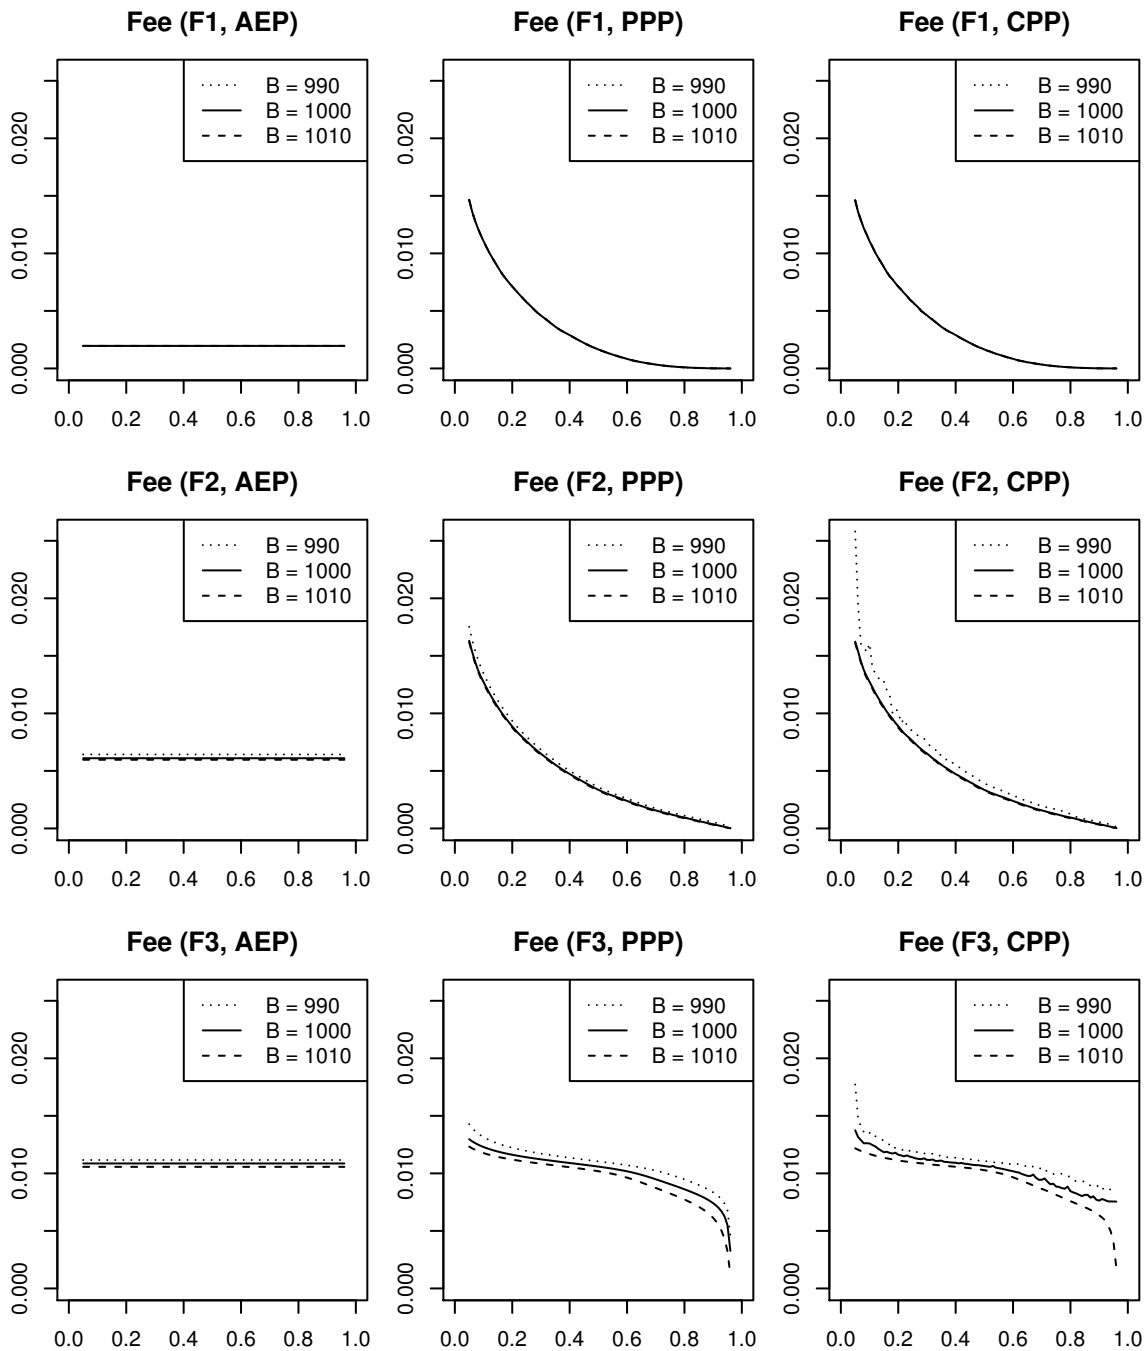 Fee (F1, AEP)
B = 990
B = 1000
B = 1010
0.000 0.010 0.020
0.0 0.2 0.4 0.6 0.8 1.0
Fee (F1, PPP)
B = 990
B = 1000
B = 1010
0.000 0.010 0.020
0.0 0.2 0.4 0.6 0.8 1.0
Fee (F1, CPP)
B = 990
B = 1000
B = 1010
0.000 0.010 0.020
0.0 0.2 0.4 0.6 0.8 1.0
Fee (F2, AEP)
B = 990
B = 1000
B = 1010
0.000 0.010 0.020
0.0 0.2 0.4 0.6 0.8 1.0
Fee (F2, PPP)
B = 990
B = 1000
B = 1010
0.000 0.010 0.020
0.0 0.2 0.4 0.6 0.8 1.0
Fee (F2, CPP)
B = 990
B = 1000
B = 1010
0.000 0.010 0.020
0.0 0.2 0.4 0.6 0.8 1.0
Fee (F3, AEP)
B = 990
B = 1000
B = 1010
0.000 0.010 0.020
0.0 0.2 0.4 0.6 0.8 1.0
Fee (F3, PPP)
B = 990
B = 1000
B = 1010
0.000 0.010 0.020
0.0 0.2 0.4 0.6 0.8 1.0
Fee (F3, CPP)
B = 990
B = 1000
B = 1010
0.000 0.010 0.020
0.0 0.2 0.4 0.6 0.8 1.0